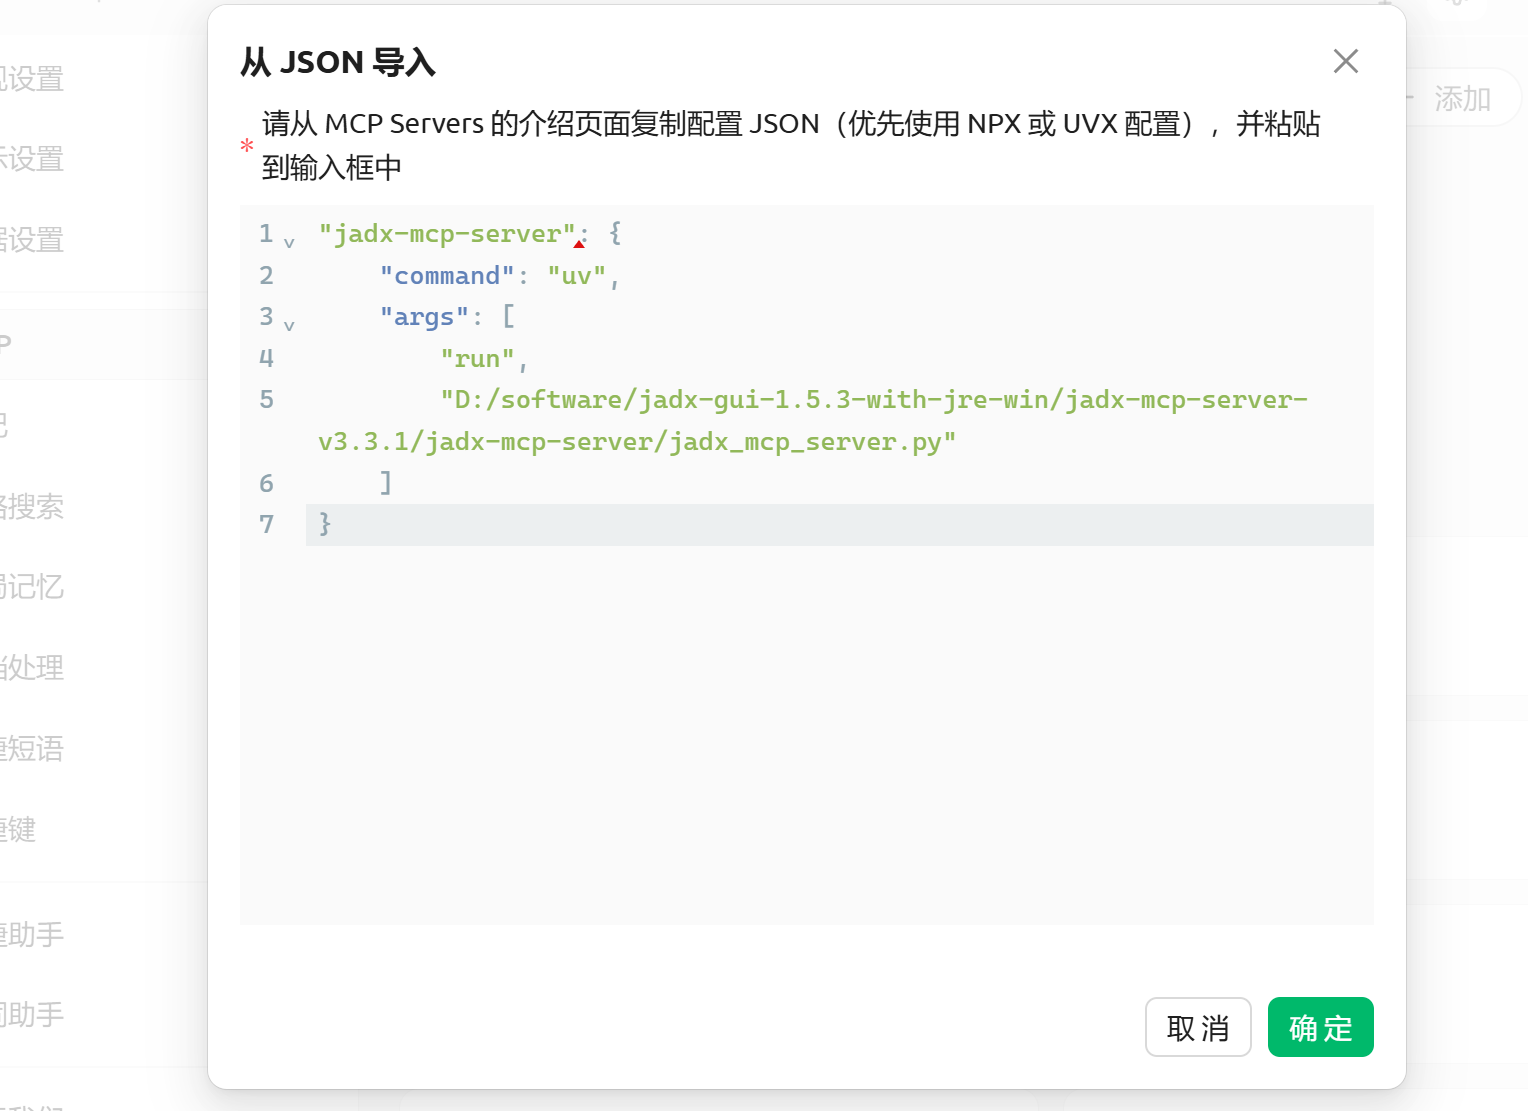 从 JSON 导入
添加
* 请从 MCP Servers 的介绍页面复制配置 JSON（优先使用 NPX 或 UVX 配置），并粘贴
到输入框中
设置
设置
设置
搜索
记忆
处理
短语
键
助手
助手
1 "jadx-mcp-server": {
2 "command": "uv",
3 "args": [
4 "run",
5 "D:/software/jadx-gui-1.5.3-with-jre-win/jadx-mcp-server-
v3.3.1/jadx-mcp-server/jadx_mcp_server.py"
6 ]
7 }
取消 确定